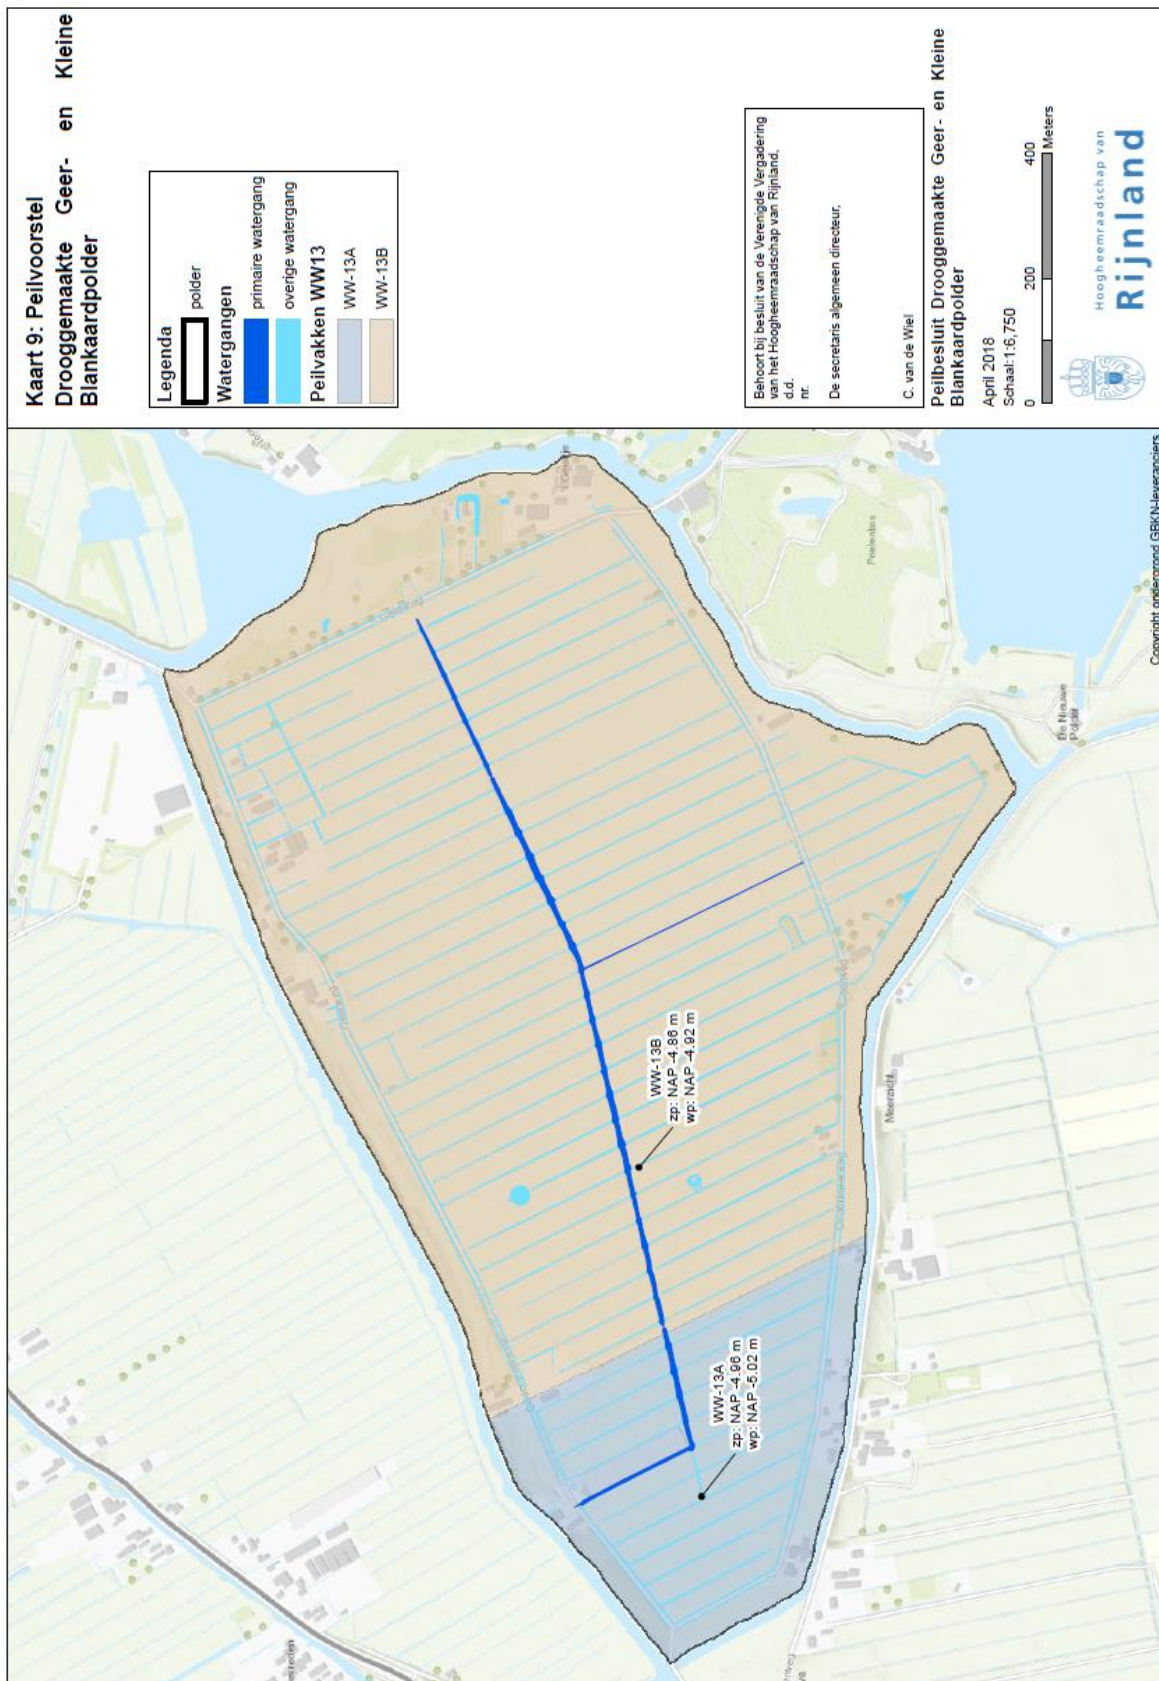 Kaart 9: Peilvoorstel
Drooggemaakte Geer- en Kleine
Blankaardpolder
Legenda
polder
Watergangen
primaire watergang
overige watergang
Peilvakken WW13
WW-13A
WW-13B
Behoort bij besluit van de Verenigde Vergadering
van het Hoogheemraadschap van Rijnland,
d.d.
nr.
De secretaris algemeen directeur,
C. van de Wiel
Peilbesluit Drooggemaakte Geer- en Kleine
Blankaardpolder
April 2018
Schaal:1:6,750
0 200 400
Meters
Hoogheemraadschap van
Rijnland
WW-13B
zp: NAP -4.86 m
wp: NAP -4.92 m
WW-13A
zp: NAP -4.96 m
wp: NAP -5.02 m
Meerzicht
De Nieuwe
Polder
Prielenbos
Copyright ondergrond GBKN-leveranciers